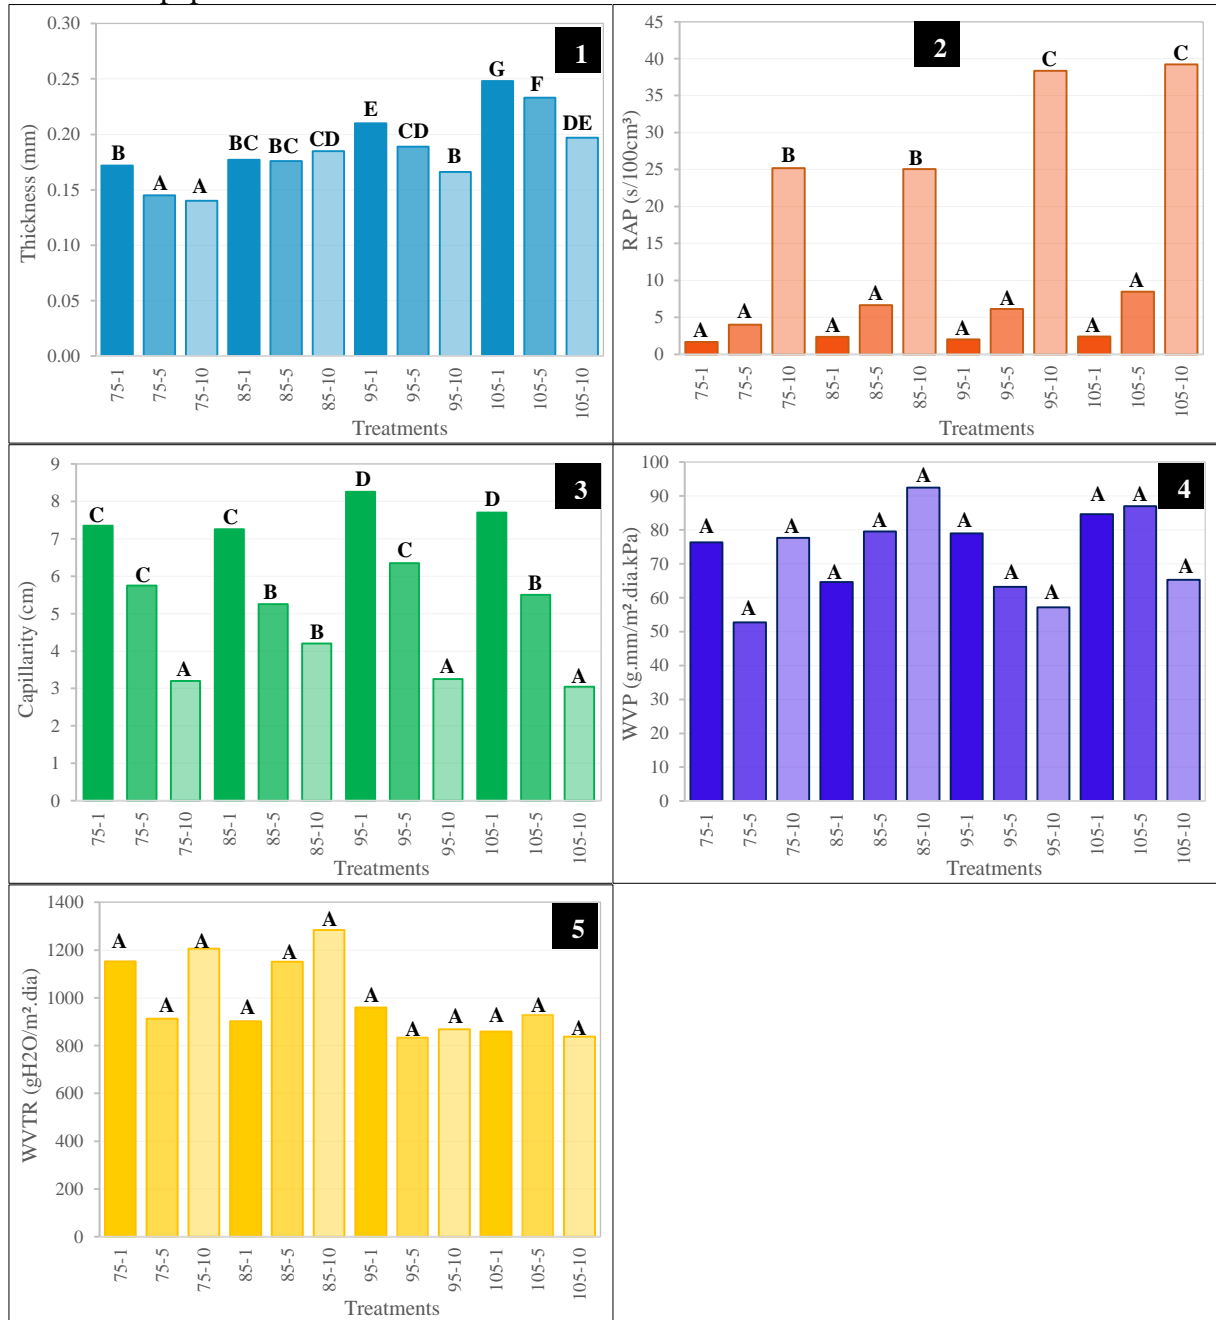 1
Thickness (mm)
0.30
0.25
0.20
0.15
0.10
0.05
0.00
B
A
A
BC
BC
CD
E
CD
B
G
F
DE
75-1
75-5
75-10
85-1
85-5
85-10
95-1
95-5
95-10
105-1
105-5
105-10
Treatments
2
RAP (s/100cm³)
45
40
35
30
25
20
15
10
5
0
A
A
B
A
A
B
A
A
C
A
A
C
75-1
75-5
75-10
85-1
85-5
85-10
95-1
95-5
95-10
105-1
105-5
105-10
Treatments
3
Capillarity (cm)
9
8
7
6
5
4
3
2
1
0
C
C
A
C
B
B
D
C
A
D
B
A
75-1
75-5
75-10
85-1
85-5
85-10
95-1
95-5
95-10
105-1
105-5
105-10
Treatments
4
WVP (g.mm/m².dia.kPa)
100
90
80
70
60
50
40
30
20
10
0
A
A
A
A
A
A
A
A
A
A
A
A
75-1
75-5
75-10
85-1
85-5
85-10
95-1
95-5
95-10
105-1
105-5
105-10
Treatments
5
WVTR (gH2O/m².dia)
1400
1200
1000
800
600
400
200
0
A
A
A
A
A
A
A
A
A
A
A
A
75-1
75-5
75-10
85-1
85-5
85-10
95-1
95-5
95-10
105-1
105-5
105-10
Treatments